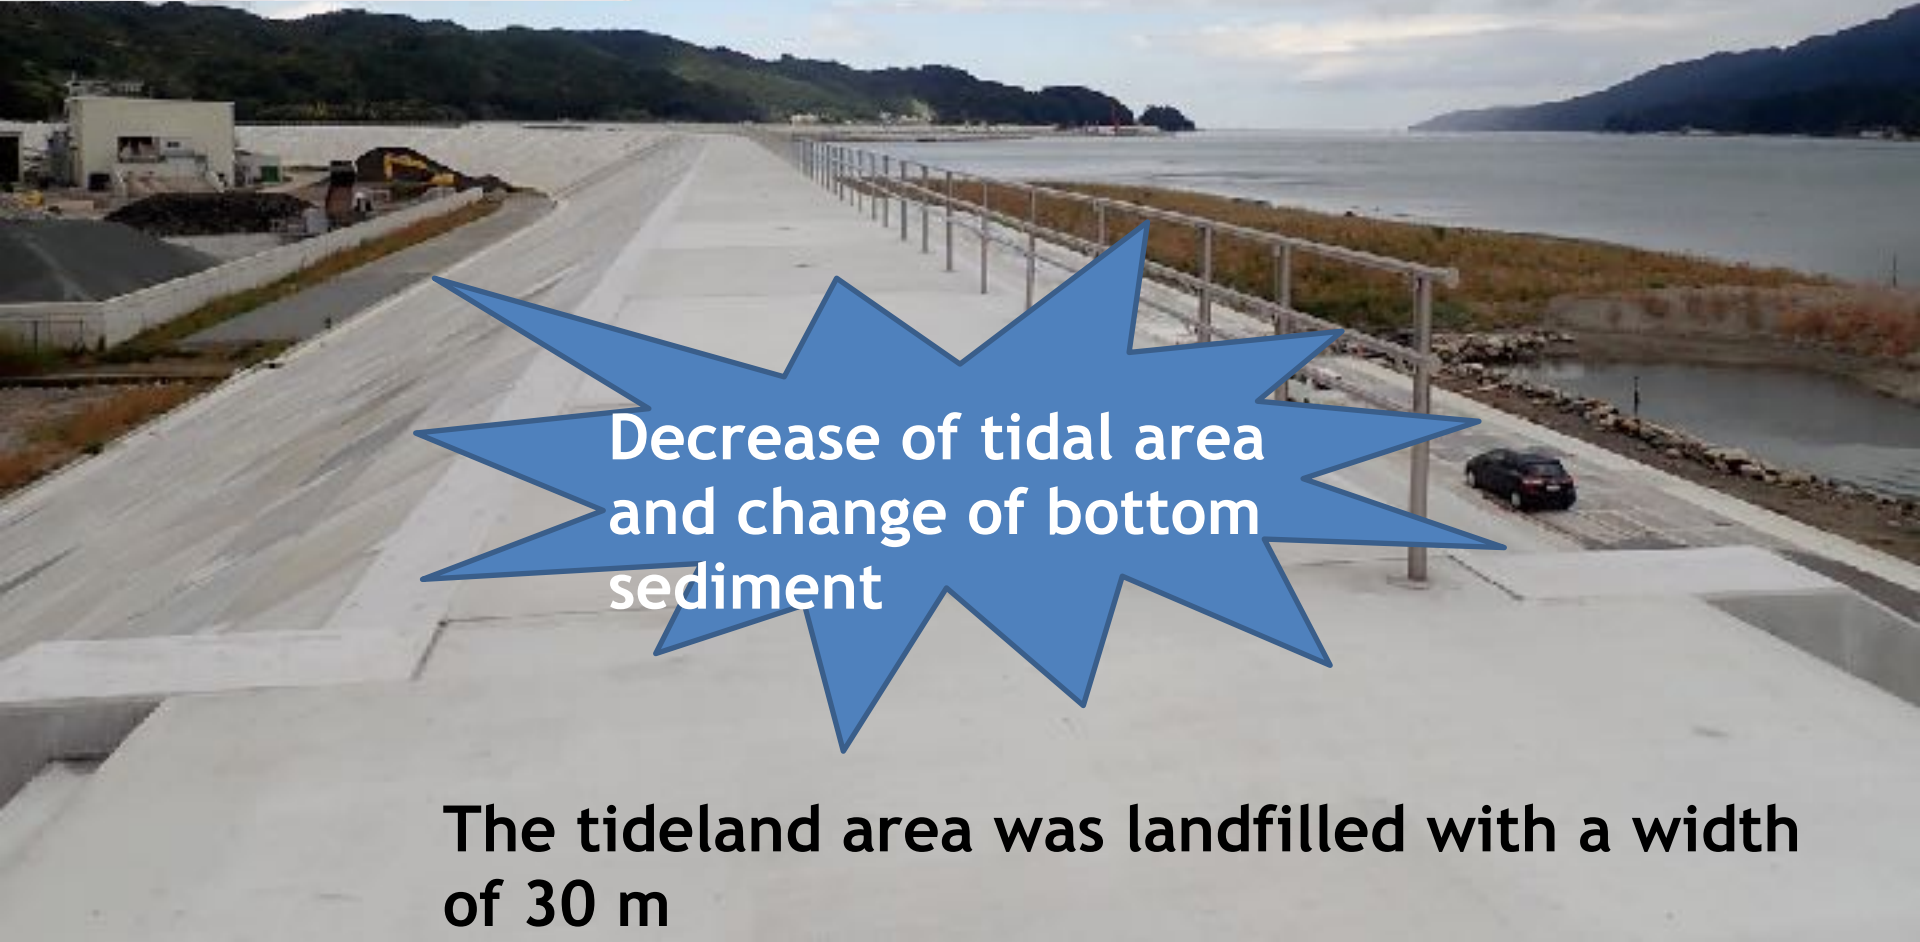 Decrease of tidal area
and change of bottom
sediment
The tideland area was landfilled with a width
of 30 m